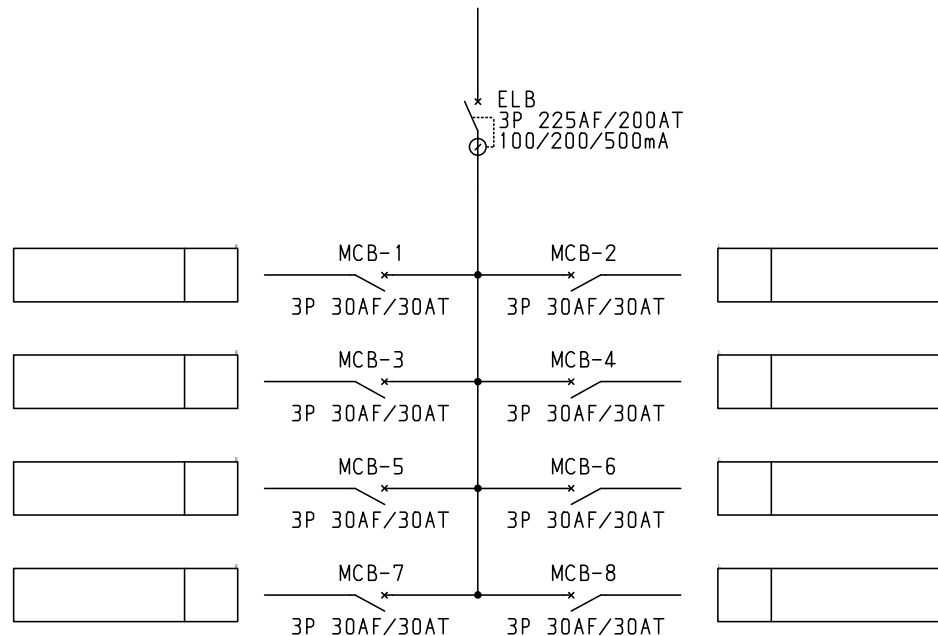 ELB
3P 225AF/200AT
100/200/500mA
MCB-1
3P 30AF/30AT
MCB-2
3P 30AF/30AT
MCB-3
3P 30AF/30AT
MCB-4
3P 30AF/30AT
MCB-5
3P 30AF/30AT
MCB-6
3P 30AF/30AT
MCB-7
3P 30AF/30AT
MCB-8
3P 30AF/30AT